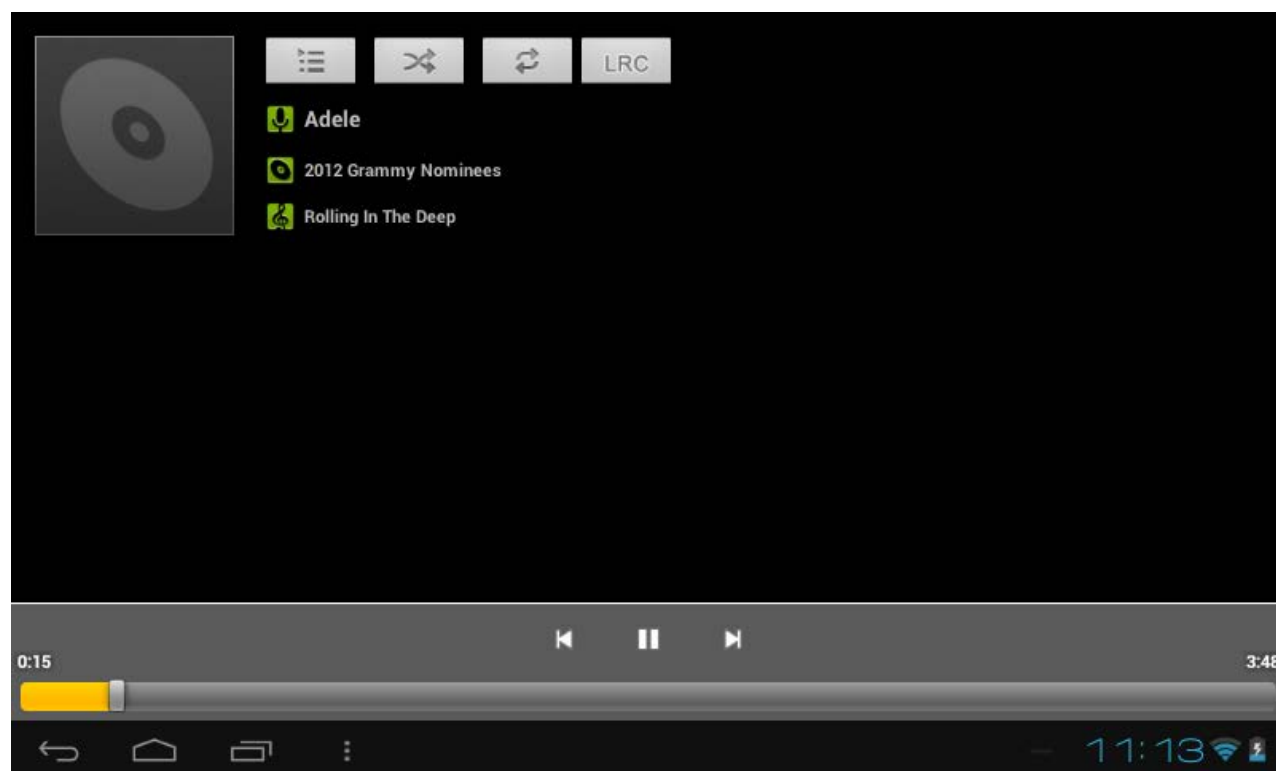 LRC
Adele
2012 Grammy Nominees
Rolling In The Deep
0:15
3:48
11:13